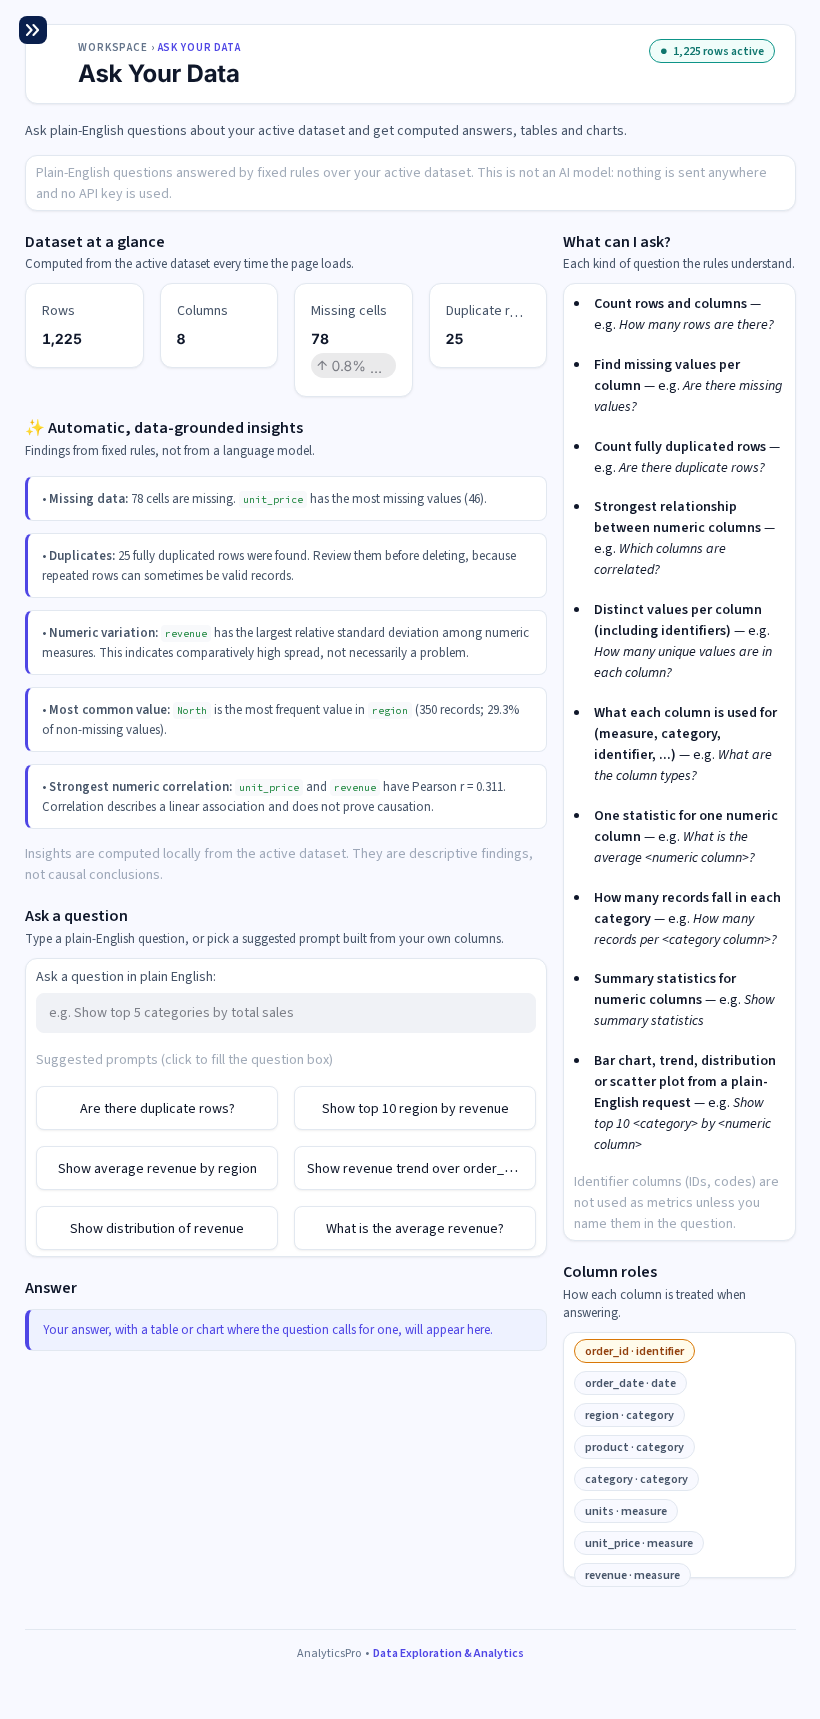 WORKSPACE › ASK YOUR DATA
Ask Your Data
● 1,225 rows active
Ask plain-English questions about your active dataset and get computed answers, tables and charts.
Plain-English questions answered by fixed rules over your active dataset. This is not an AI model: nothing is sent anywhere
and no API key is used.
Dataset at a glance
Computed from the active dataset every time the page loads.
Rows
1,225
Columns
8
Missing cells
78
↑ 0.8% ...
Duplicate r...
25
✨ Automatic, data-grounded insights
Findings from fixed rules, not from a language model.
• Missing data: 78 cells are missing. unit_price has the most missing values (46).
• Duplicates: 25 fully duplicated rows were found. Review them before deleting, because
repeated rows can sometimes be valid records.
• Numeric variation: revenue has the largest relative standard deviation among numeric
measures. This indicates comparatively high spread, not necessarily a problem.
• Most common value: North is the most frequent value in region (350 records; 29.3%
of non-missing values).
• Strongest numeric correlation: unit_price and revenue have Pearson r = 0.311.
Correlation describes a linear association and does not prove causation.
Insights are computed locally from the active dataset. They are descriptive findings,
not causal conclusions.
Ask a question
Type a plain-English question, or pick a suggested prompt built from your own columns.
Ask a question in plain English:
e.g. Show top 5 categories by total sales
Suggested prompts (click to fill the question box)
Are there duplicate rows?
Show top 10 region by revenue
Show average revenue by region
Show revenue trend over order_...
Show distribution of revenue
What is the average revenue?
Answer
Your answer, with a table or chart where the question calls for one, will appear here.
What can I ask?
Each kind of question the rules understand.
• Count rows and columns —
e.g. How many rows are there?
• Find missing values per
column — e.g. Are there missing
values?
• Count fully duplicated rows —
e.g. Are there duplicate rows?
• Strongest relationship
between numeric columns —
e.g. Which columns are
correlated?
• Distinct values per column
(including identifiers) — e.g.
How many unique values are in
each column?
• What each column is used for
(measure, category,
identifier, ...) — e.g. What are
the column types?
• One statistic for one numeric
column — e.g. What is the
average <numeric column>?
• How many records fall in each
category — e.g. How many
records per <category column>?
• Summary statistics for
numeric columns — e.g. Show
summary statistics
• Bar chart, trend, distribution
or scatter plot from a plain-
English request — e.g. Show
top 10 <category> by <numeric
column>
Identifier columns (IDs, codes) are
not used as metrics unless you
name them in the question.
Column roles
How each column is treated when
answering.
order_id · identifier
order_date · date
region · category
product · category
category · category
units · measure
unit_price · measure
revenue · measure
AnalyticsPro • Data Exploration & Analytics